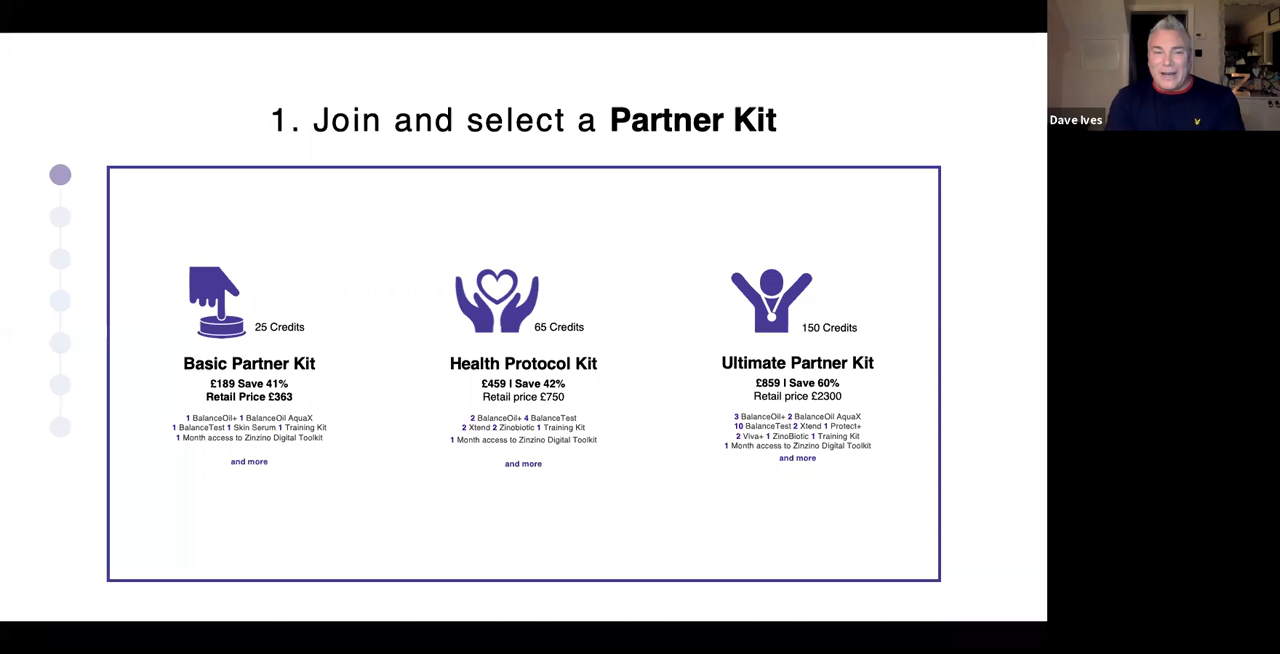 1. Join and select a Partner Kit
Dave Ives
25 Credits
Basic Partner Kit
£189 Save 41%
Retail Price £363
1 BalanceOil+ 1 BalanceOil AquaX
1 BalanceTest 1 Skin Serum 1 Training Kit
1 Month access to Zinzino Digital Toolkit
and more
65 Credits
Health Protocol Kit
£459 | Save 42%
Retail price £750
2 BalanceOil+ 4 BalanceTest
2 Xtend 2 Zinobiotic 1 Training Kit
1 Month access to Zinzino Digital Toolkit
and more
150 Credits
Ultimate Partner Kit
£859 | Save 60%
Retail price £2300
3 BalanceOil+ 2 BalanceOil AquaX
10 BalanceTest 2 Xtend 1 Protect+
2 Viva+ 1 ZinoBiotic 1 Training Kit
1 Month access to Zinzino Digital Toolkit
and more